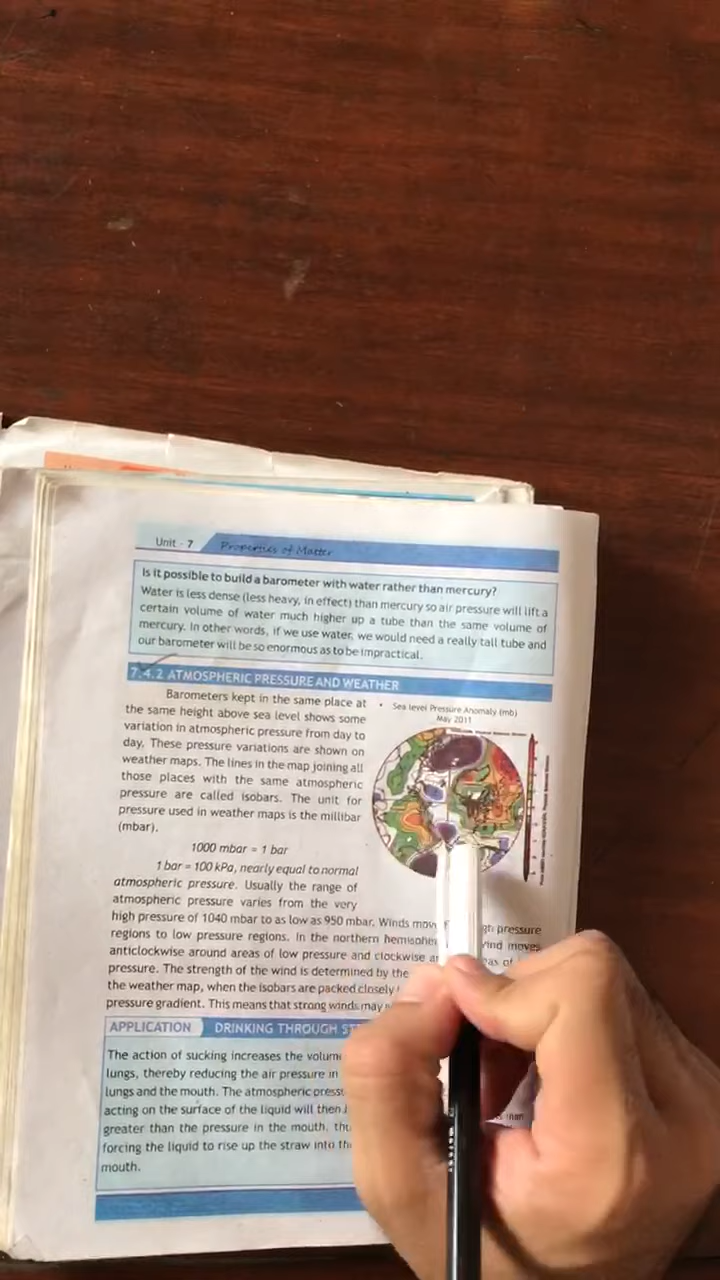 Unit - 7 Properties of Matter
Is it possible to build a barometer with water rather than mercury?
Water is less dense (less heavy, in effect) than mercury so air pressure will lift a
certain volume of water much higher up a tube than the same volume of
mercury. In other words, if we use water, we would need a really tall tube and
our barometer will be so enormous as to be impractical.
7.4.2 ATMOSPHERIC PRESSURE AND WEATHER
Barometers kept in the same place at
the same height above sea level shows some
variation in atmospheric pressure from day to
day. These pressure variations are shown on
weather maps. The lines in the map joining all
those places with the same atmospheric
pressure are called isobars. The unit for
pressure used in weather maps is the millibar
(mbar).
• Sea level Pressure Anomaly (mb)
May 2011
1000 mbar = 1 bar
1 bar = 100 kPa, nearly equal to normal
atmospheric pressure. Usually the range of
atmospheric pressure varies from the very
high pressure of 1040 mbar to as low as 950 mbar. Winds pressure
regions to low pressure regions. In the northern wind moves
anticlockwise around areas of low pressure and clockwise of
pressure. The strength of the wind is determined by the
the weather map, when the isobars are packed closely
pressure gradient. This means that strong winds may
APPLICATION DRINKING THROUGH
The action of sucking increases the
lungs, thereby reducing the air pressure in
lungs and the mouth. The atmospheric
acting on the surface of the liquid will then
greater than the pressure in the mouth,
forcing the liquid to rise up the straw into
mouth.